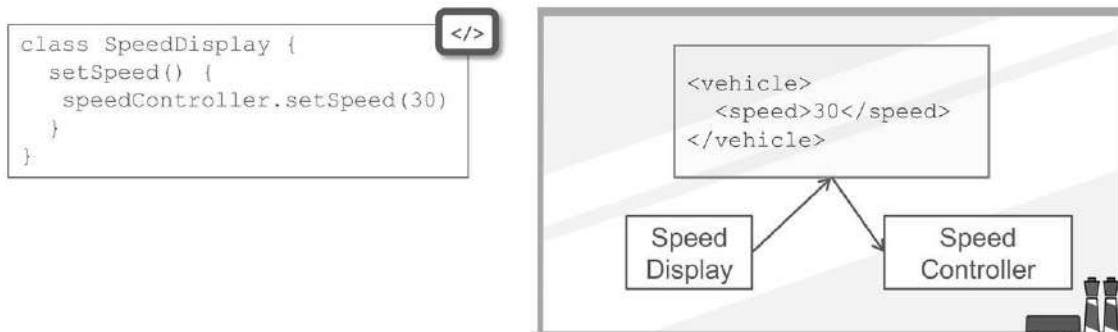 </>
class SpeedDisplay {
setSpeed() {
speedController.setSpeed(30)
}
}
<vehicle>
<speed>30</speed>
</vehicle>
Speed
Display
Speed
Controller